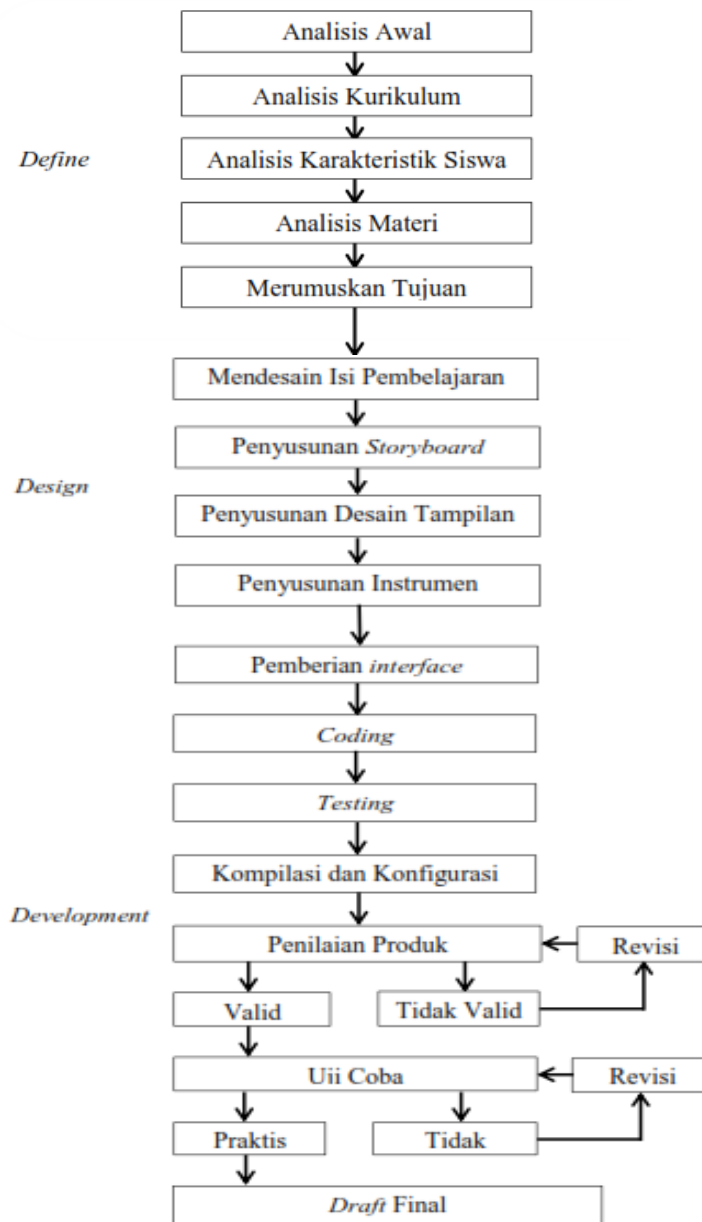 Analisis Awal
Analisis Kurikulum
Define
Analisis Karakteristik Siswa
Analisis Materi
Merumuskan Tujuan
Mendesain Isi Pembelajaran
Penyusunan Storyboard
Design
Penyusunan Desain Tampilan
Penyusunan Instrumen
Pemberian interface
Coding
Testing
Kompilasi dan Konfigurasi
Development
Penilaian Produk
Revisi
Valid
Tidak Valid
Uii Coba
Revisi
Praktis
Tidak
Draft Final